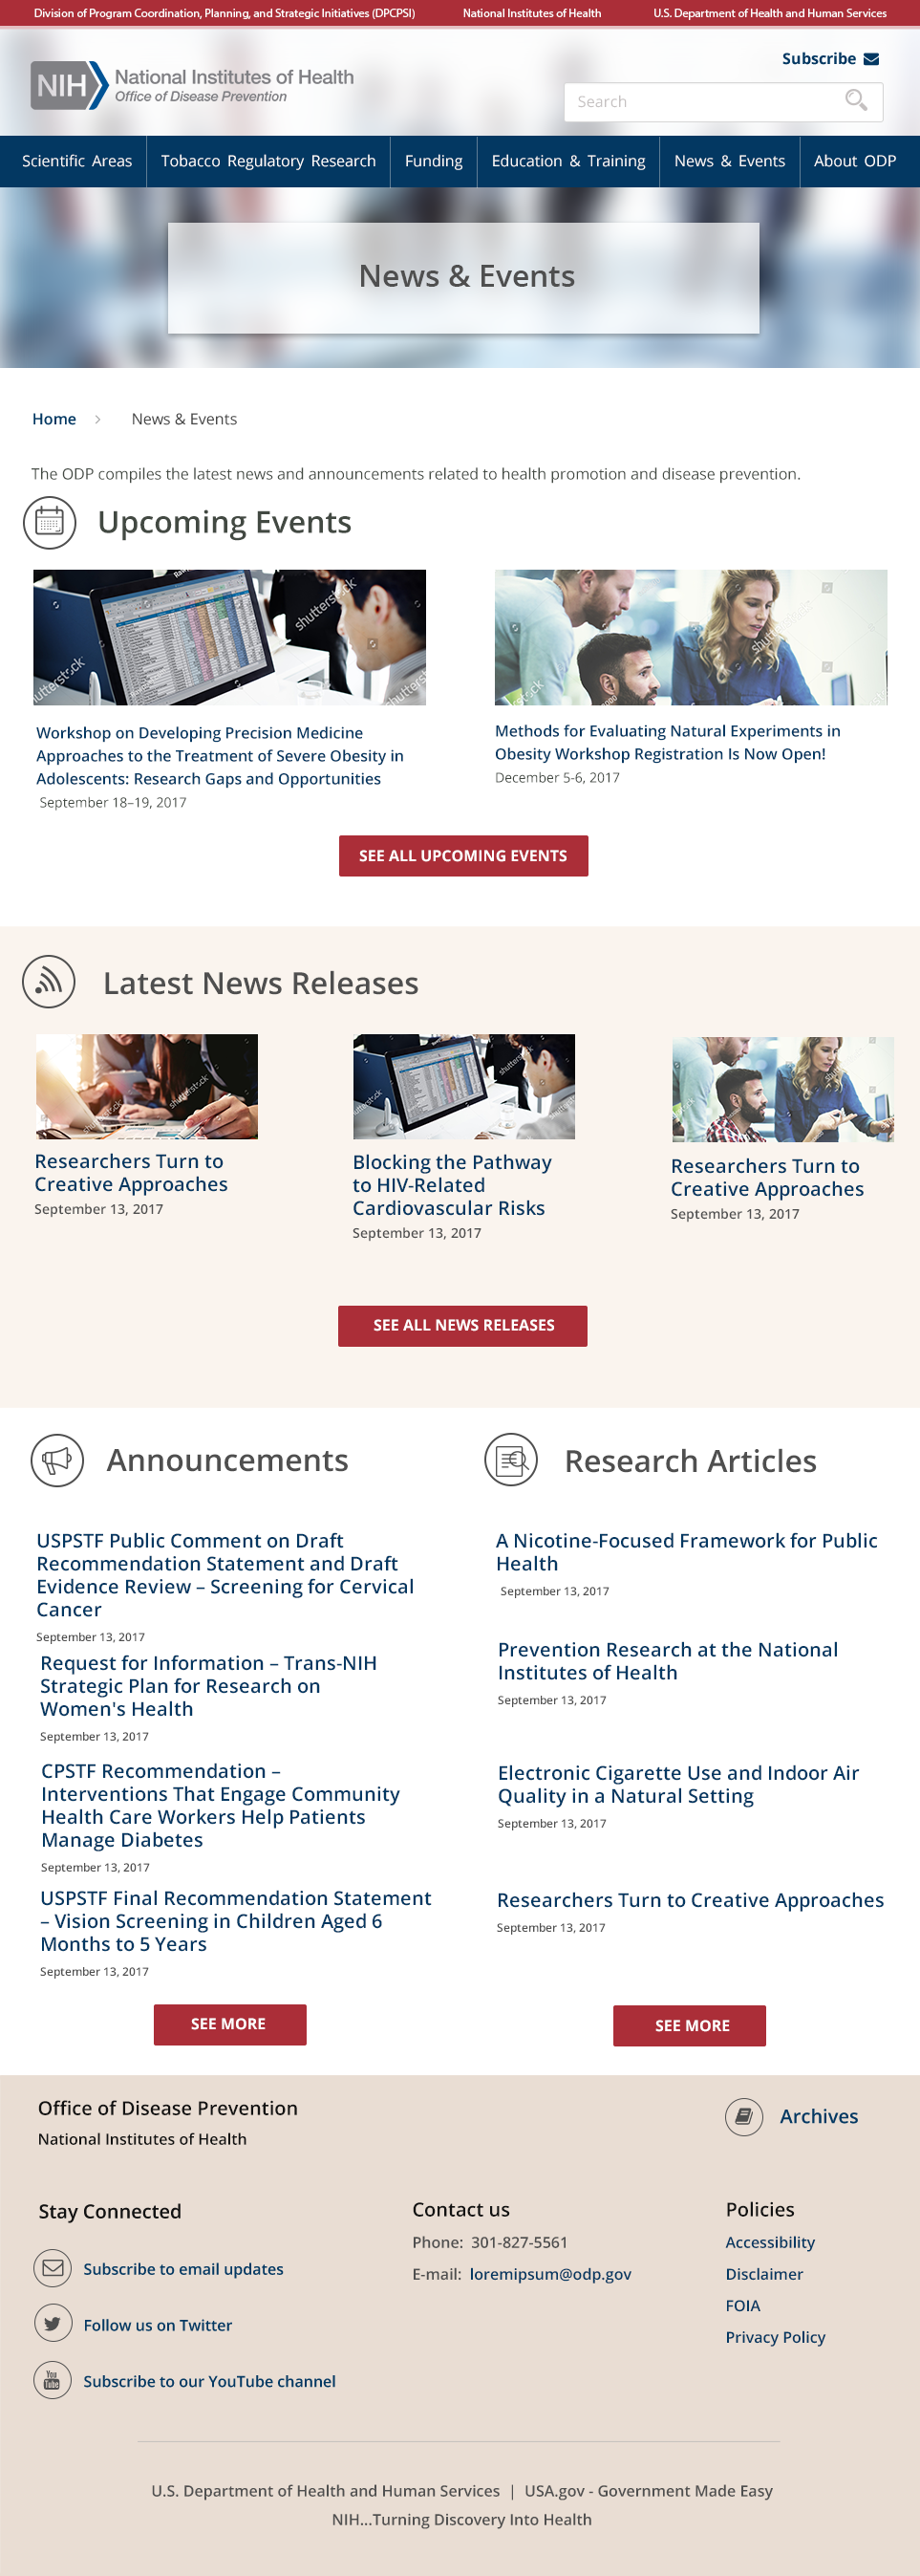 Division of Program Coordination, Planning, and Strategic Initiatives (DPCPSI)
National Institutes of Health
U.S. Department of Health and Human Services
Subscribe
NIH
National Institutes of Health
Office of Disease Prevention
Search
Scientific Areas
Tobacco Regulatory Research
Funding
Education & Training
News & Events
About ODP
News & Events
Home
News & Events
The ODP compiles the latest news and announcements related to health promotion and disease prevention.
Upcoming Events
shutterstock
shutterstock
shutterstock
Workshop on Developing Precision Medicine
Approaches to the Treatment of Severe Obesity in
Adolescents: Research Gaps and Opportunities
September 18–19, 2017
Methods for Evaluating Natural Experiments in
Obesity Workshop Registration Is Now Open!
December 5-6, 2017
SEE ALL UPCOMING EVENTS
Latest News Releases
shutterstock
shutterstock
shutterstock
Researchers Turn to
Creative Approaches
September 13, 2017
Blocking the Pathway
to HIV-Related
Cardiovascular Risks
September 13, 2017
Researchers Turn to
Creative Approaches
September 13, 2017
SEE ALL NEWS RELEASES
Announcements
USPSTF Public Comment on Draft
Recommendation Statement and Draft
Evidence Review – Screening for Cervical
Cancer
September 13, 2017
Request for Information – Trans-NIH
Strategic Plan for Research on
Women's Health
September 13, 2017
CPSTF Recommendation –
Interventions That Engage Community
Health Care Workers Help Patients
Manage Diabetes
September 13, 2017
USPSTF Final Recommendation Statement
– Vision Screening in Children Aged 6
Months to 5 Years
September 13, 2017
SEE MORE
Research Articles
A Nicotine-Focused Framework for Public
Health
September 13, 2017
Prevention Research at the National
Institutes of Health
September 13, 2017
Electronic Cigarette Use and Indoor Air
Quality in a Natural Setting
September 13, 2017
Researchers Turn to Creative Approaches
September 13, 2017
SEE MORE
Office of Disease Prevention
National Institutes of Health
Archives
Stay Connected
Subscribe to email updates
Follow us on Twitter
You
Tube
Subscribe to our YouTube channel
Contact us
Phone: 301-827-5561
E-mail: loremipsum@odp.gov
Policies
Accessibility
Disclaimer
FOIA
Privacy Policy
U.S. Department of Health and Human Services | USA.gov - Government Made Easy
NIH...Turning Discovery Into Health